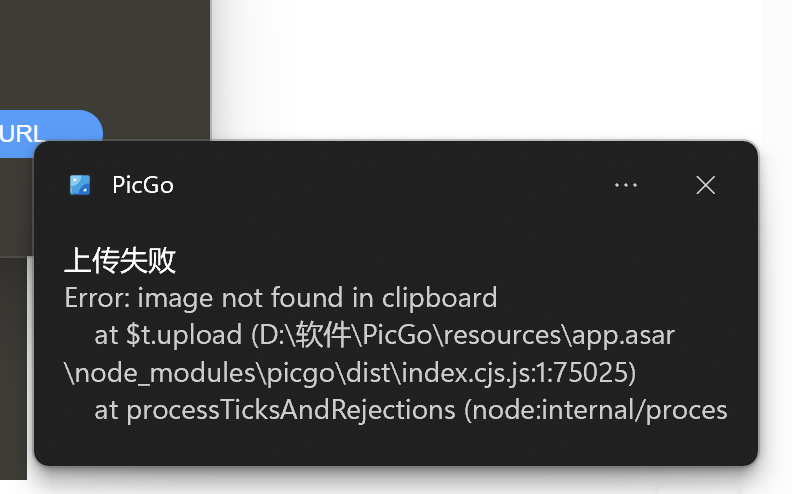 URL
PicGo
上传失败
Error: image not found in clipboard
at $t.upload (D:\软件\PicGo\resources\app.asar
\node_modules\picgo\dist\index.cjs.js:1:75025)
at processTicksAndRejections (node:internal/proces